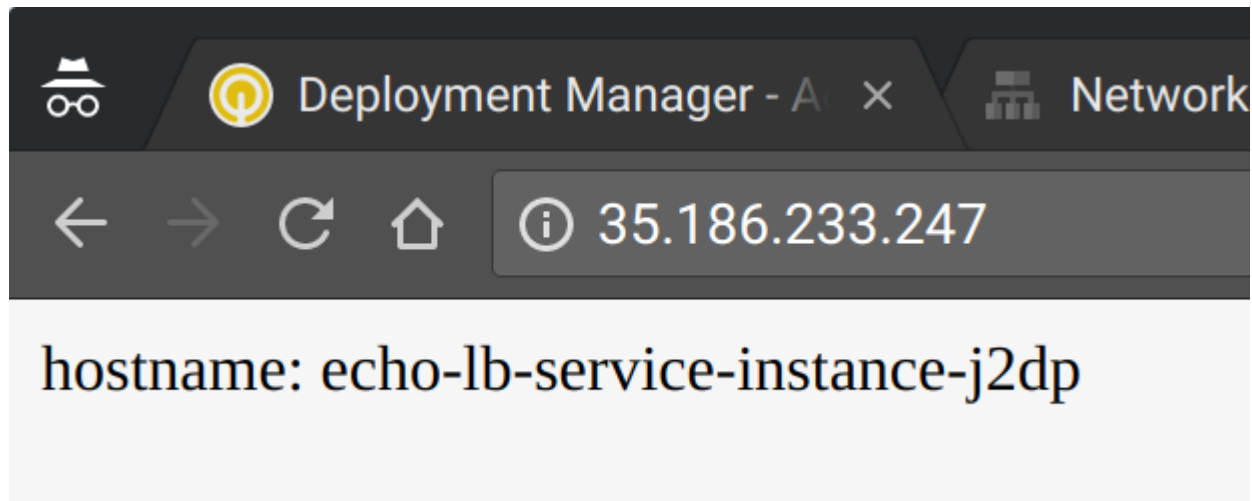 Deployment Manager - A Network
35.186.233.247
hostname: echo-lb-service-instance-j2dp